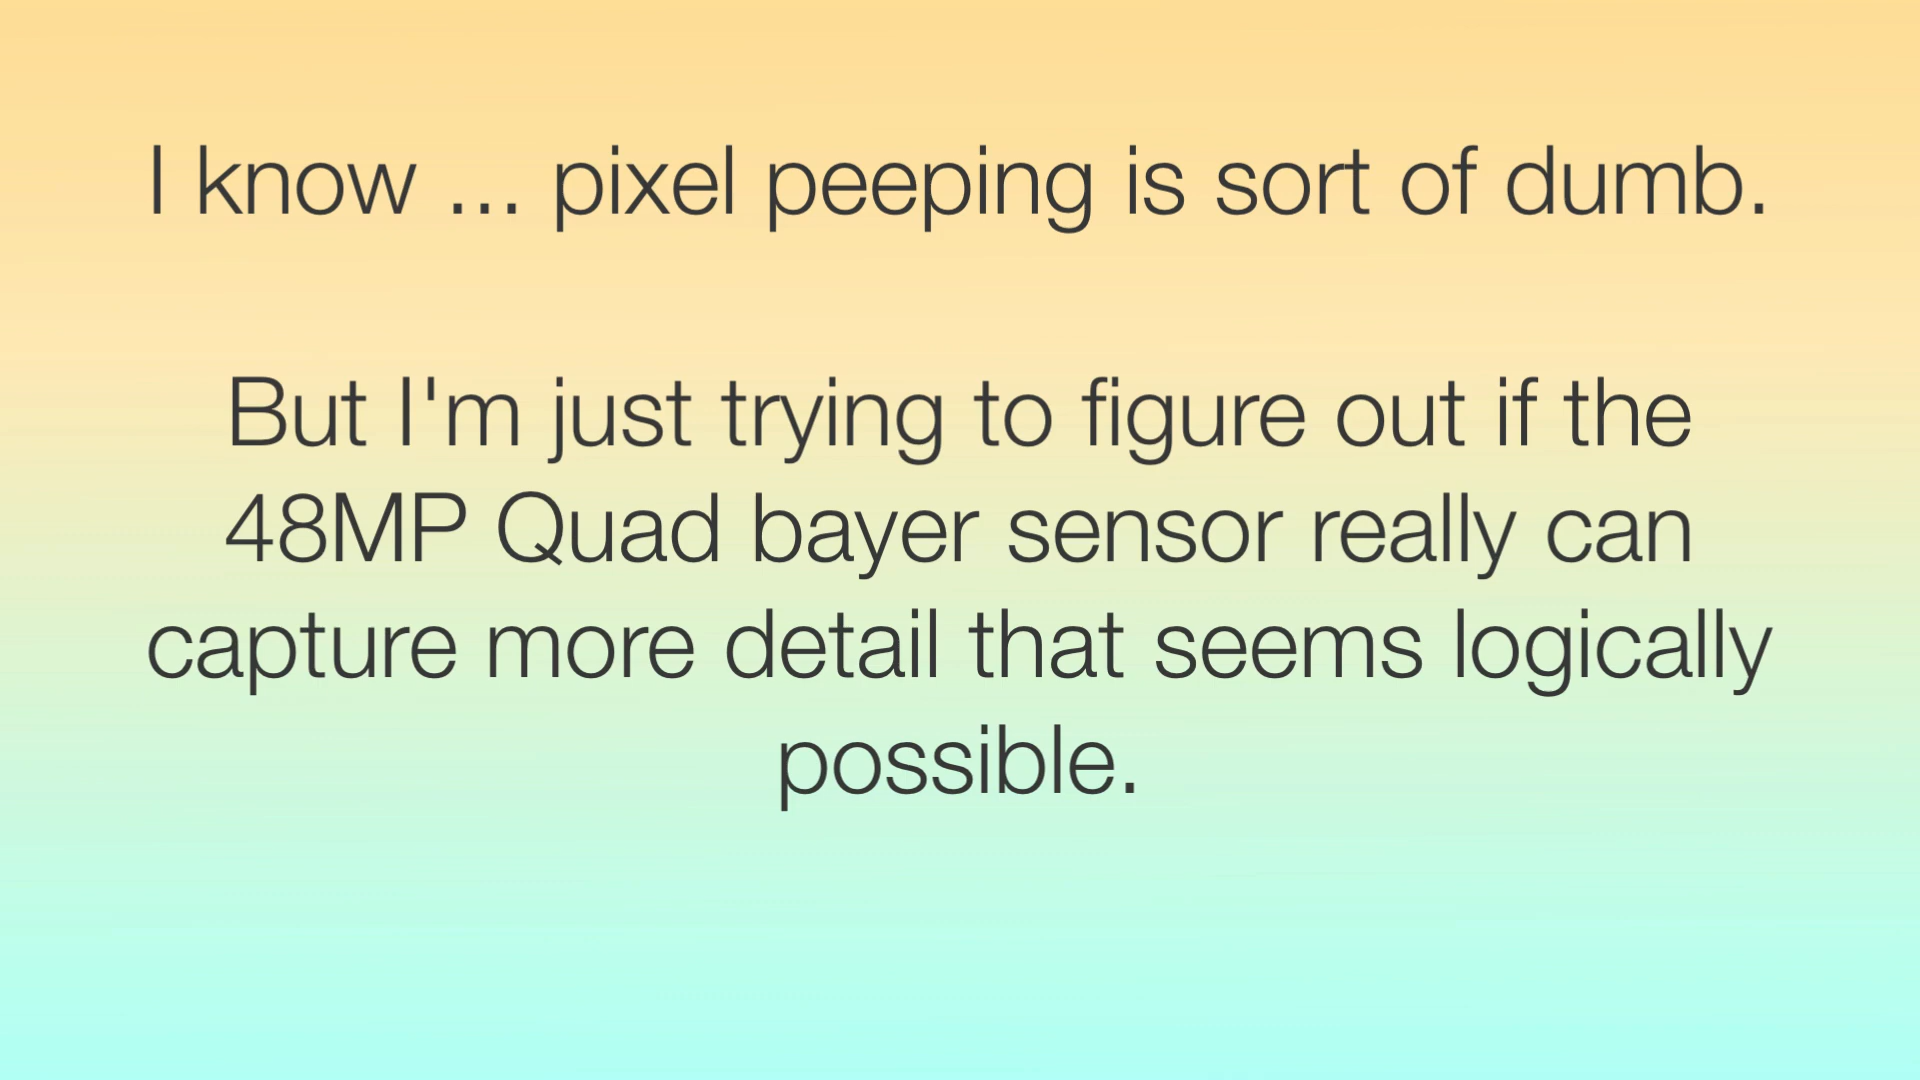 I know ... pixel peeping is sort of dumb.
But I'm just trying to figure out if the
48MP Quad bayer sensor really can
capture more detail that seems logically
possible.